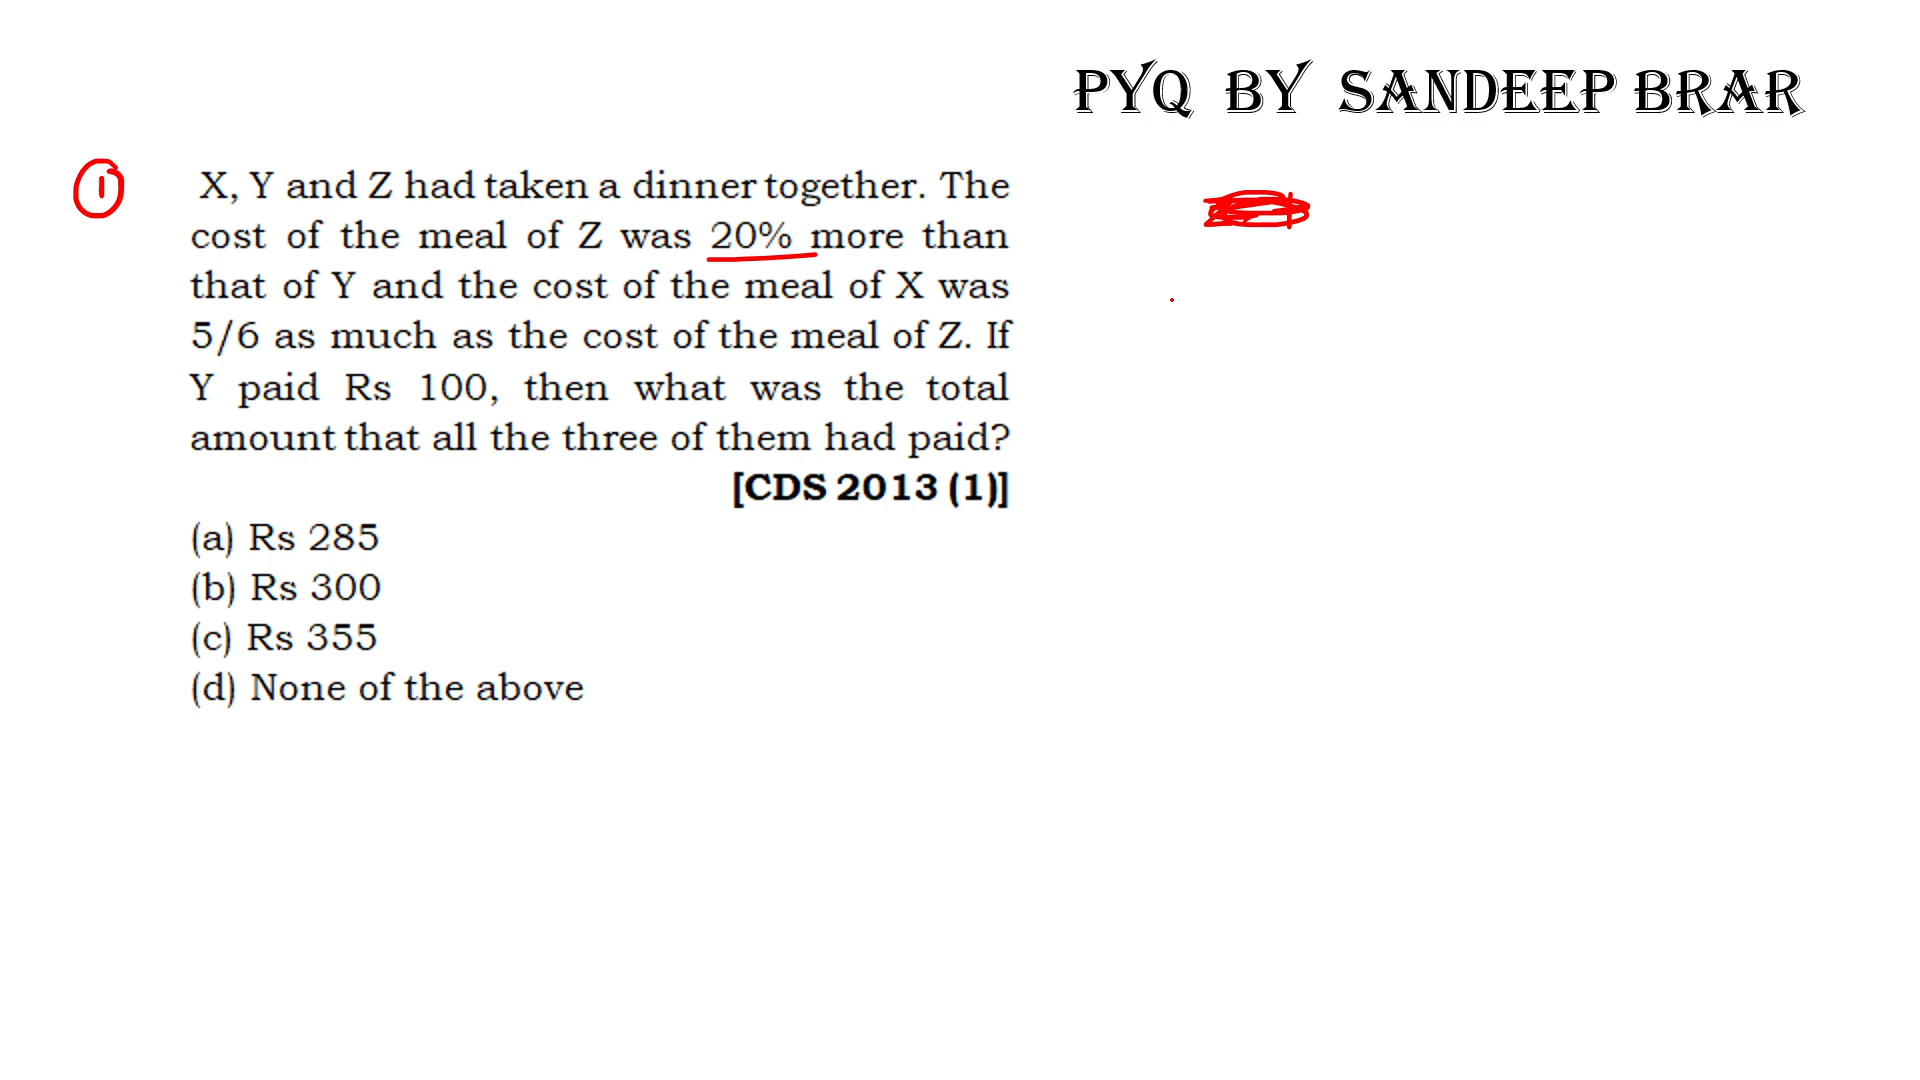 PYQ BY SANDEEP BRAR
1
X, Y and Z had taken a dinner together. The
cost of the meal of Z was 20% more than
that of Y and the cost of the meal of X was
5/6 as much as the cost of the meal of Z. If
Y paid Rs 100, then what was the total
amount that all the three of them had paid?
[CDS 2013 (1)]
(a) Rs 285
(b) Rs 300
(c) Rs 355
(d) None of the above